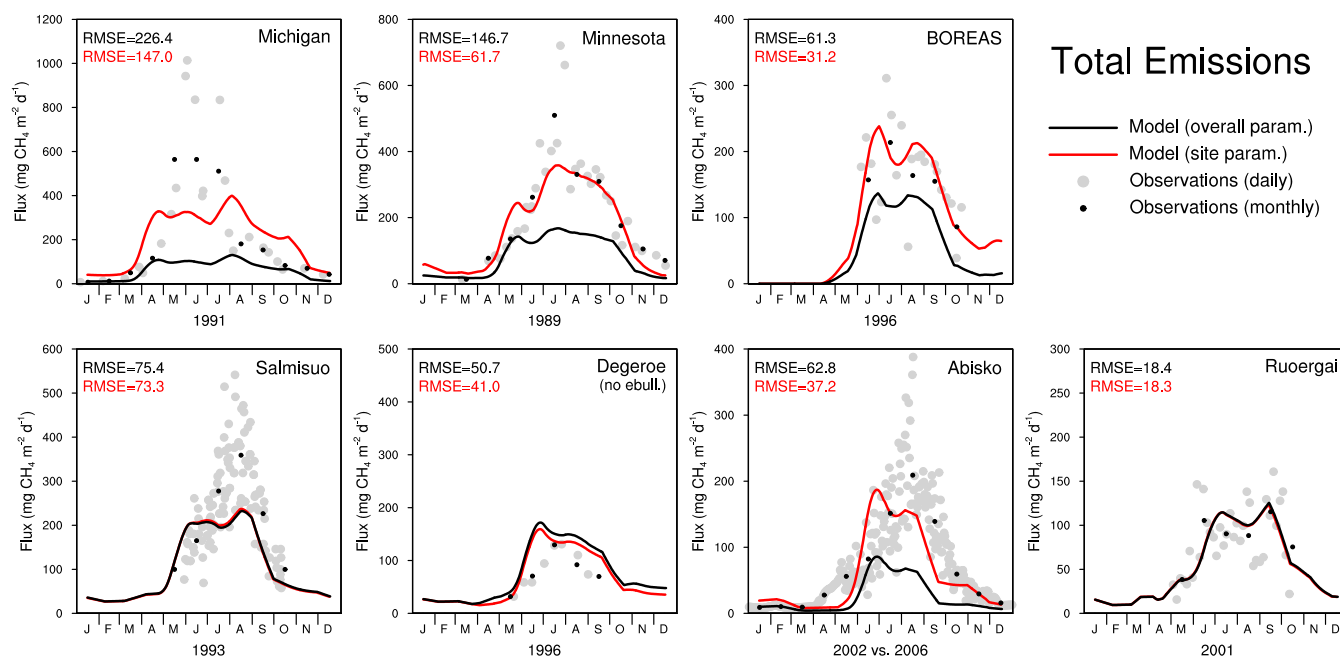 Total Emissions
Model (overall param.)
Model (site param.)
Observations (daily)
Observations (monthly)
Michigan
RMSE=226.4
RMSE=147.0
Flux (mg CH4 m-2 d-1)
1200
1000
800
600
400
200
0
J F M A M J J A S O N D
1991
Minnesota
RMSE=146.7
RMSE=61.7
Flux (mg CH4 m-2 d-1)
800
600
400
200
0
J F M A M J J A S O N D
1989
BOREAS
RMSE=61.3
RMSE=31.2
Flux (mg CH4 m-2 d-1)
400
300
200
100
0
J F M A M J J A S O N D
1996
Salmisuo
RMSE=75.4
RMSE=73.3
Flux (mg CH4 m-2 d-1)
600
500
400
300
200
100
0
J F M A M J J A S O N D
1993
Degeroe
(no ebull.)
RMSE=50.7
RMSE=41.0
Flux (mg CH4 m-2 d-1)
500
400
300
200
100
0
J F M A M J J A S O N D
1996
Abisko
RMSE=62.8
RMSE=37.2
Flux (mg CH4 m-2 d-1)
400
300
200
100
0
J F M A M J J A S O N D
2002 vs. 2006
Ruoergai
RMSE=18.4
RMSE=18.3
Flux (mg CH4 m-2 d-1)
300
250
200
150
100
50
0
J F M A M J J A S O N D
2001